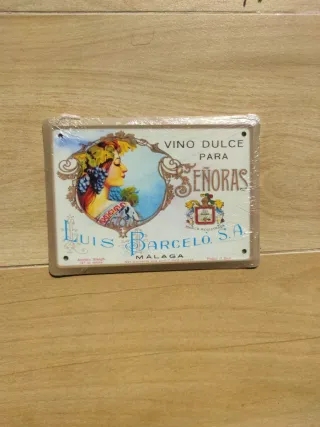 VINO DULCE
PARA
SEÑORAS
LUIS BARCELÓ, S.A.
MALAGA